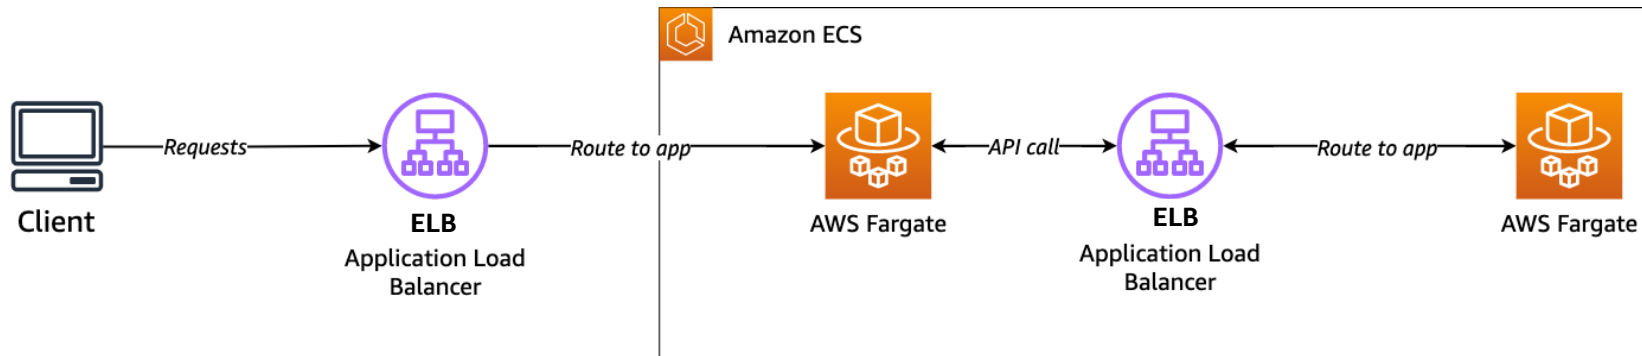 Amazon ECS
Requests
Route to app
API call
Route to app
Client
ELB
Application Load
Balancer
AWS Fargate
ELB
Application Load
Balancer
AWS Fargate